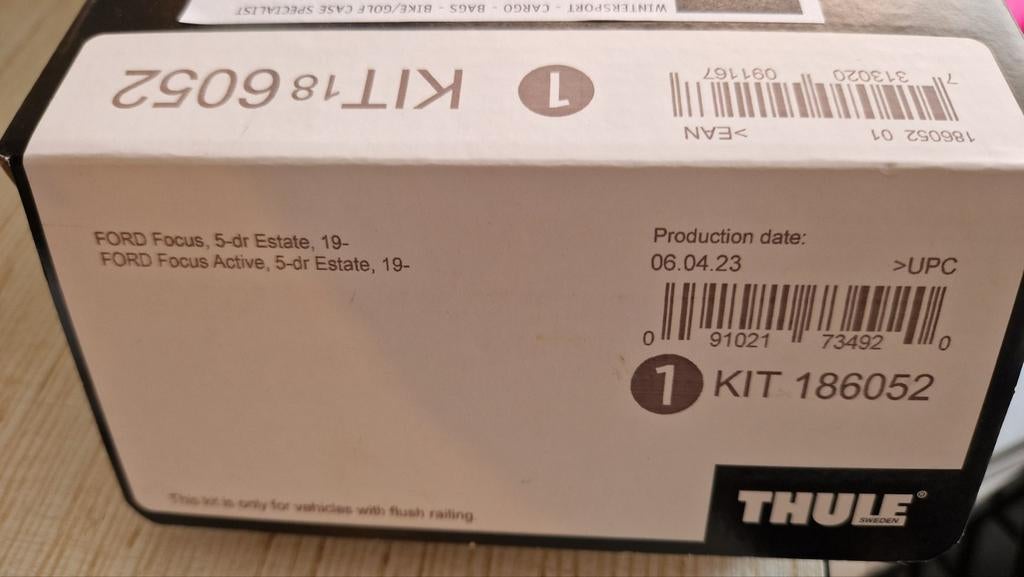 WINTERSPORT - CARGO - BAGS - BIKE/GOLF CASE SPECIALIST
KIT 186052
1
7 313020 091167
>EAN
186052 01
FORD Focus, 5-dr Estate, 19-
FORD Focus Active, 5-dr Estate, 19-
Production date:
06.04.23 >UPC
0 91021 73492 0
1 KIT 186052
This kit is only for vehicles with flush railing.
THULE®
SWEDEN